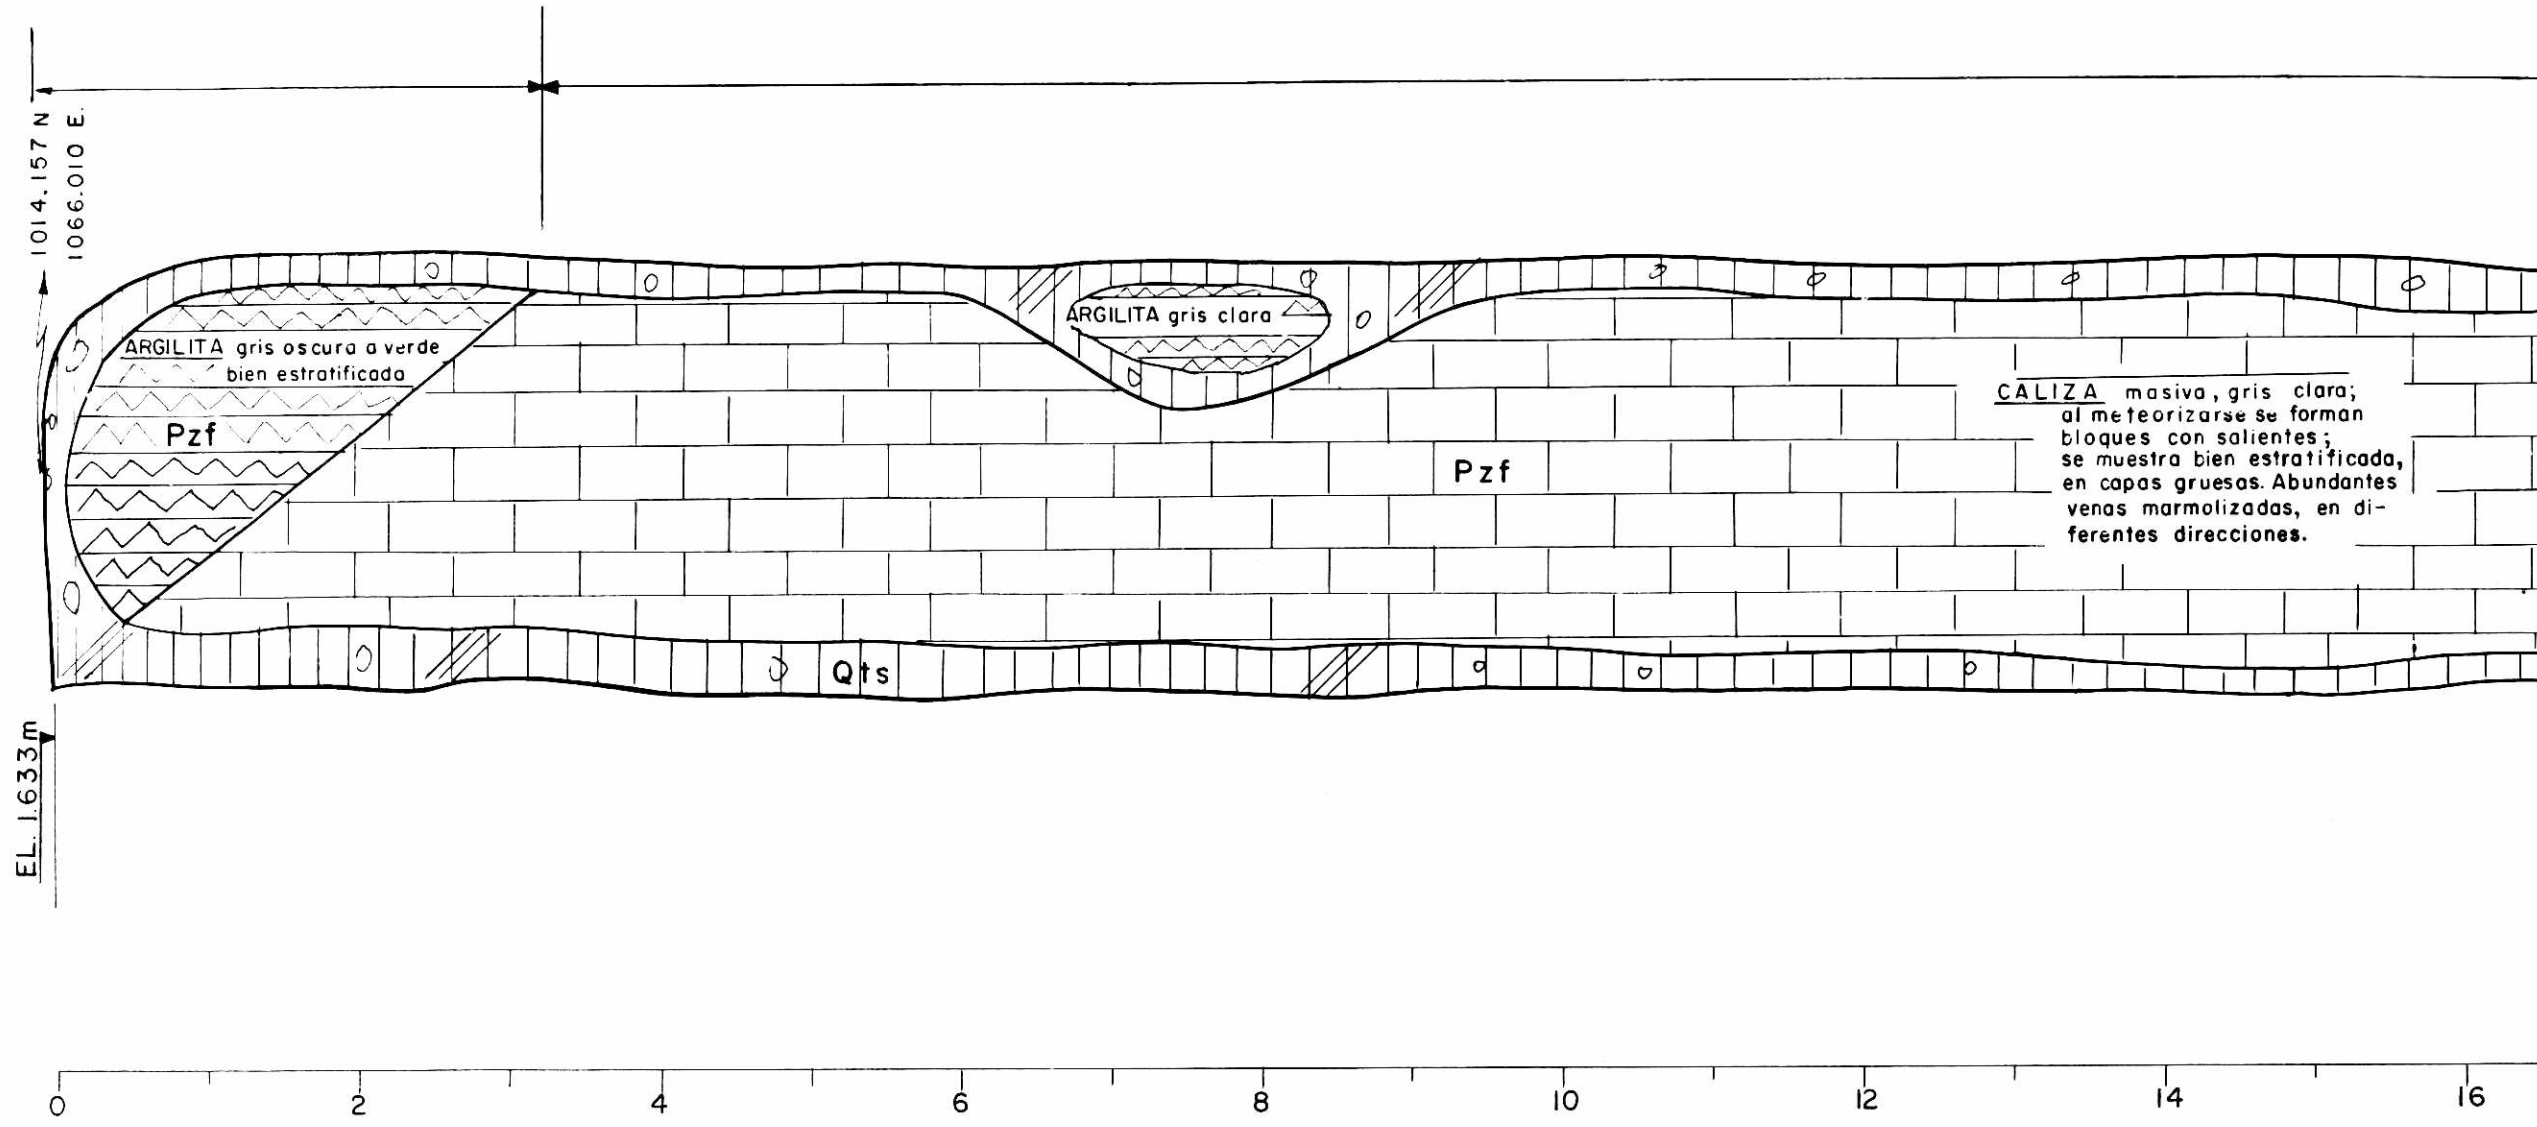 1014.157 N
1066.010 E.
ARGILITA gris oscura a verde
bien estratificada
Pzf
ARGILITA gris clara
Pzf
CALIZA masiva, gris clara;
al meteorizarse se forman
bloques con salientes;
se muestra bien estratificada,
en capas gruesas. Abundantes
venas marmolizadas, en di-
ferentes direcciones.
Qts
EL. 1.633m
0 2 4 6 8 10 12 14 16